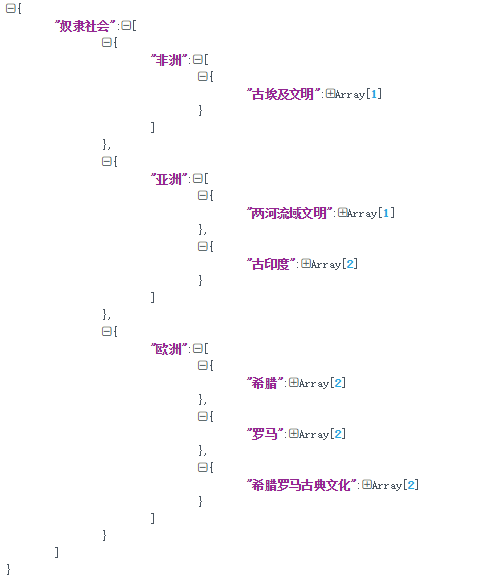 {
"奴隶社会":[
{
"非洲":[
{
"古埃及文明":Array[1]
}
]
},
{
"亚洲":[
{
"两河流域文明":Array[1]
},
{
"古印度":Array[2]
}
]
},
{
"欧洲":[
{
"希腊":Array[2]
},
{
"罗马":Array[2]
},
{
"希腊罗马古典文化":Array[2]
}
]
}
]
}